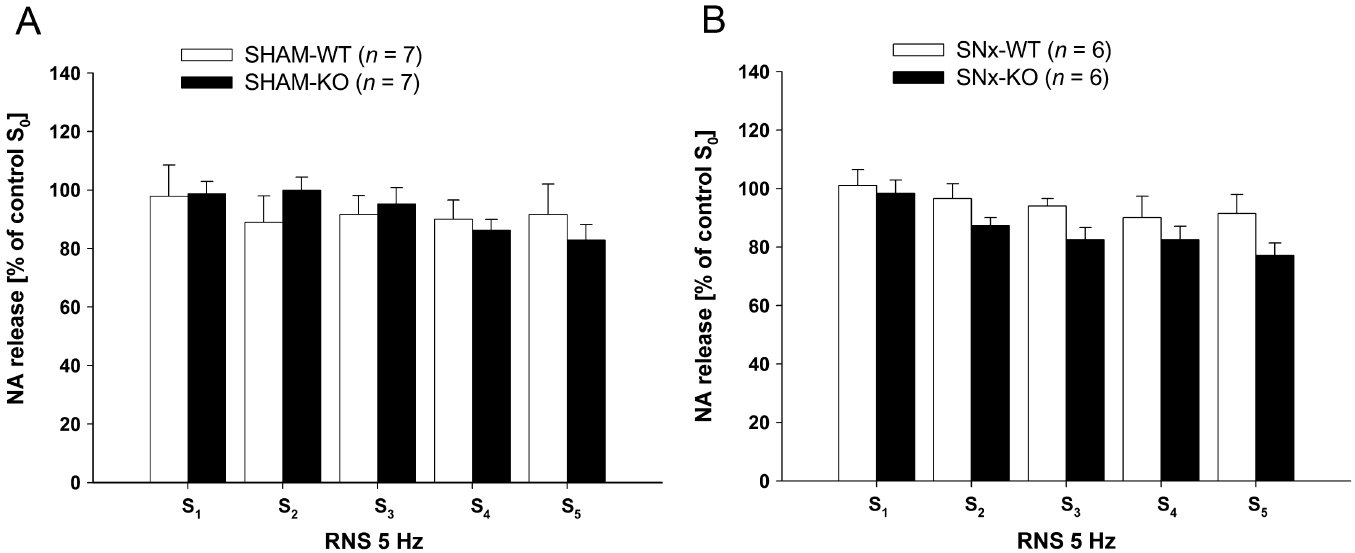 A
SHAM-WT (n = 7)
SHAM-KO (n = 7)
NA release [% of control S₀]
140
120
100
80
60
40
20
0
S₁ S₂ S₃ S₄ S₅
RNS 5 Hz
B
SNx-WT (n = 6)
SNx-KO (n = 6)
NA release [% of control S₀]
140
120
100
80
60
40
20
0
S₁ S₂ S₃ S₄ S₅
RNS 5 Hz